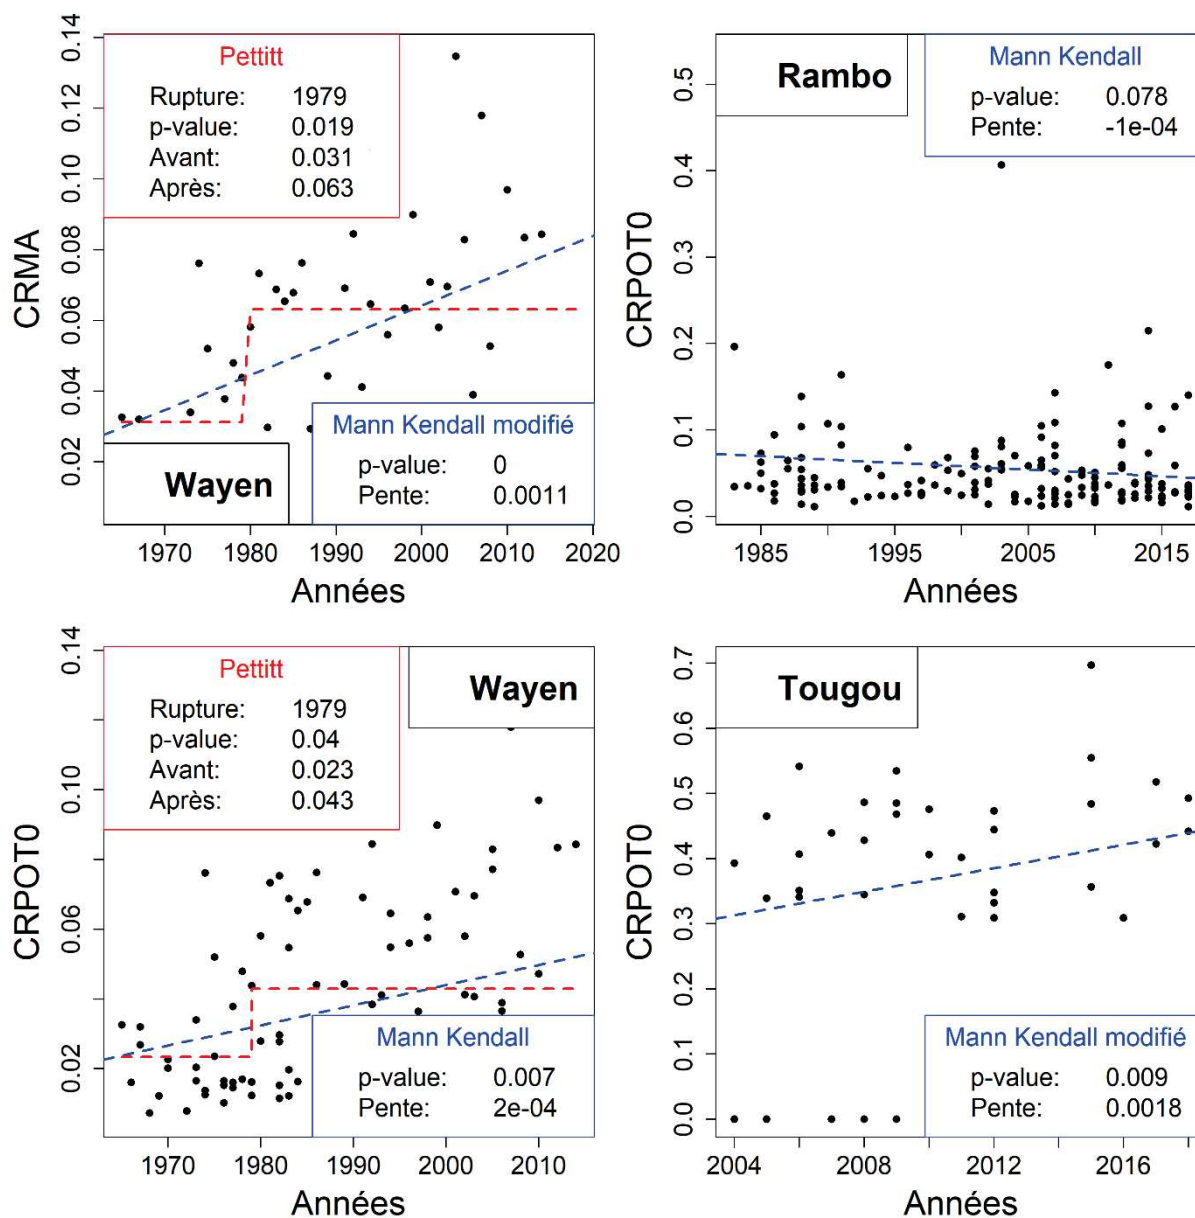 Pettitt
Rupture: 1979
p-value: 0.019
Avant: 0.031
Après: 0.063
Mann Kendall modifié
p-value: 0
Pente: 0.0011
Wayen
CRMA
0.02 0.04 0.06 0.08 0.10 0.12 0.14
1970 1980 1990 2000 2010 2020
Années
Rambo
Mann Kendall
p-value: 0.078
Pente: -1e-04
CRPOT0
0.0 0.1 0.2 0.3 0.4 0.5
1985 1995 2005 2015
Années
Pettitt
Rupture: 1979
p-value: 0.04
Avant: 0.023
Après: 0.043
Wayen
Mann Kendall
p-value: 0.007
Pente: 2e-04
CRPOT0
0.02 0.06 0.10 0.14
1970 1980 1990 2000 2010
Années
Tougou
Mann Kendall modifié
p-value: 0.009
Pente: 0.0018
CRPOT0
0.0 0.1 0.2 0.3 0.4 0.5 0.6 0.7
2004 2008 2012 2016
Années